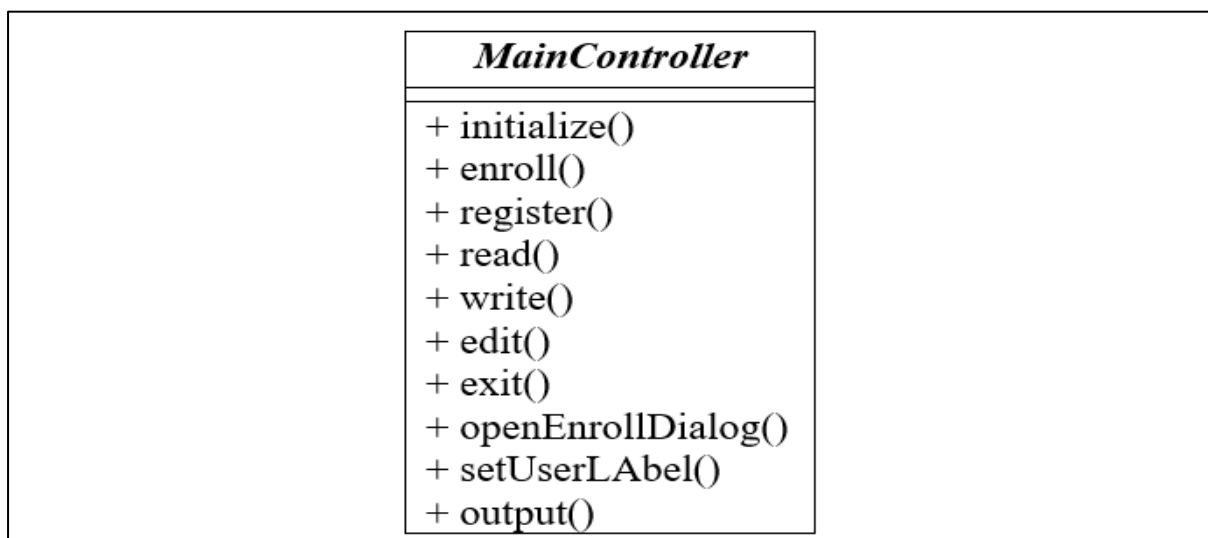 MainController
+ initialize()
+ enroll()
+ register()
+ read()
+ write()
+ edit()
+ exit()
+ openEnrollDialog()
+ setUserLAbel()
+ output()